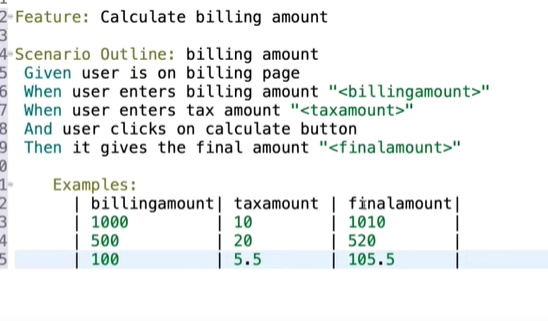 2 Feature: Calculate billing amount
3
4 Scenario Outline: billing amount
5 Given user is on billing page
6 When user enters billing amount "<billingamount>"
7 When user enters tax amount "<taxamount>"
8 And user clicks on calculate button
9 Then it gives the final amount "<finalamount>"
0
1 Examples:
2 | billingamount| taxamount | finalamount|
3 | 1000 | 10 | 1010 |
4 | 500 | 20 | 520 |
5 | 100 | 5.5 | 105.5 |